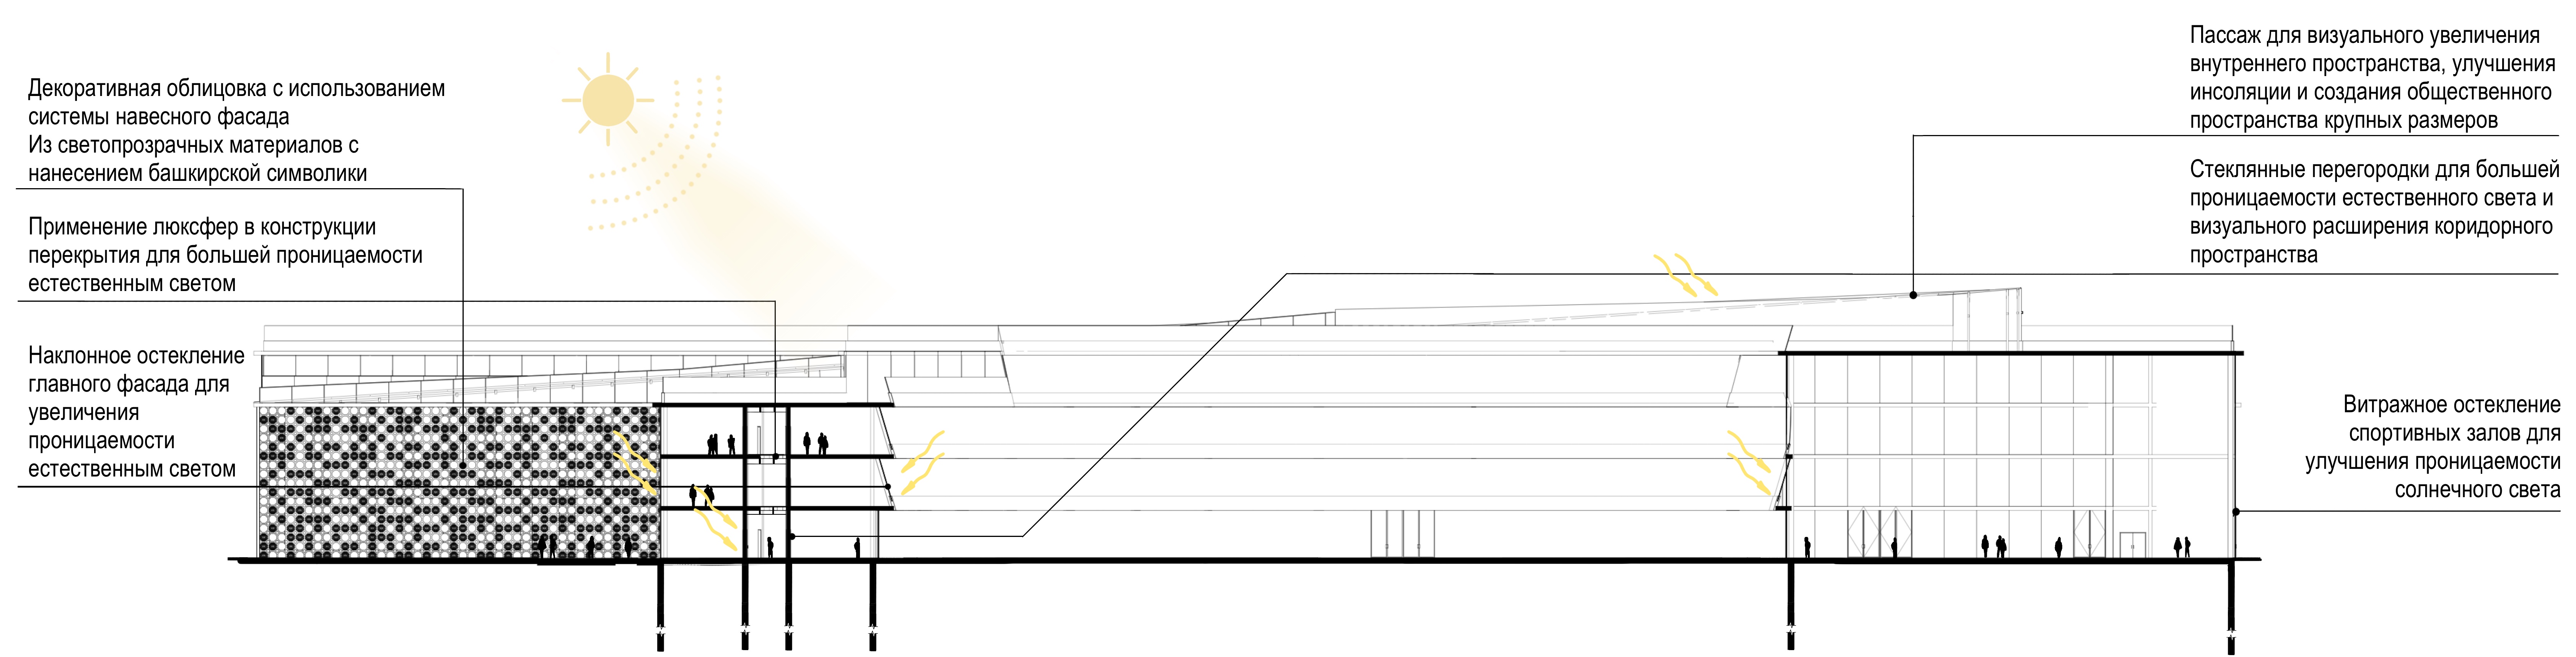 Декоративная облицовка с использованием
системы навесного фасада
Из светопрозрачных материалов с
нанесением башкирской символики
Применение люксфер в конструкции
перекрытия для большей проницаемости
естественным светом
Наклонное остекление
главного фасада для
увеличения
проницаемости
естественным светом
Пассаж для визуального увеличения
внутреннего пространства, улучшения
инсоляции и создания общественного
пространства крупных размеров
Стеклянные перегородки для большей
проницаемости естественного света и
визуального расширения коридорного
пространства
Витражное остекление
спортивных залов для
улучшения проницаемости
солнечного света